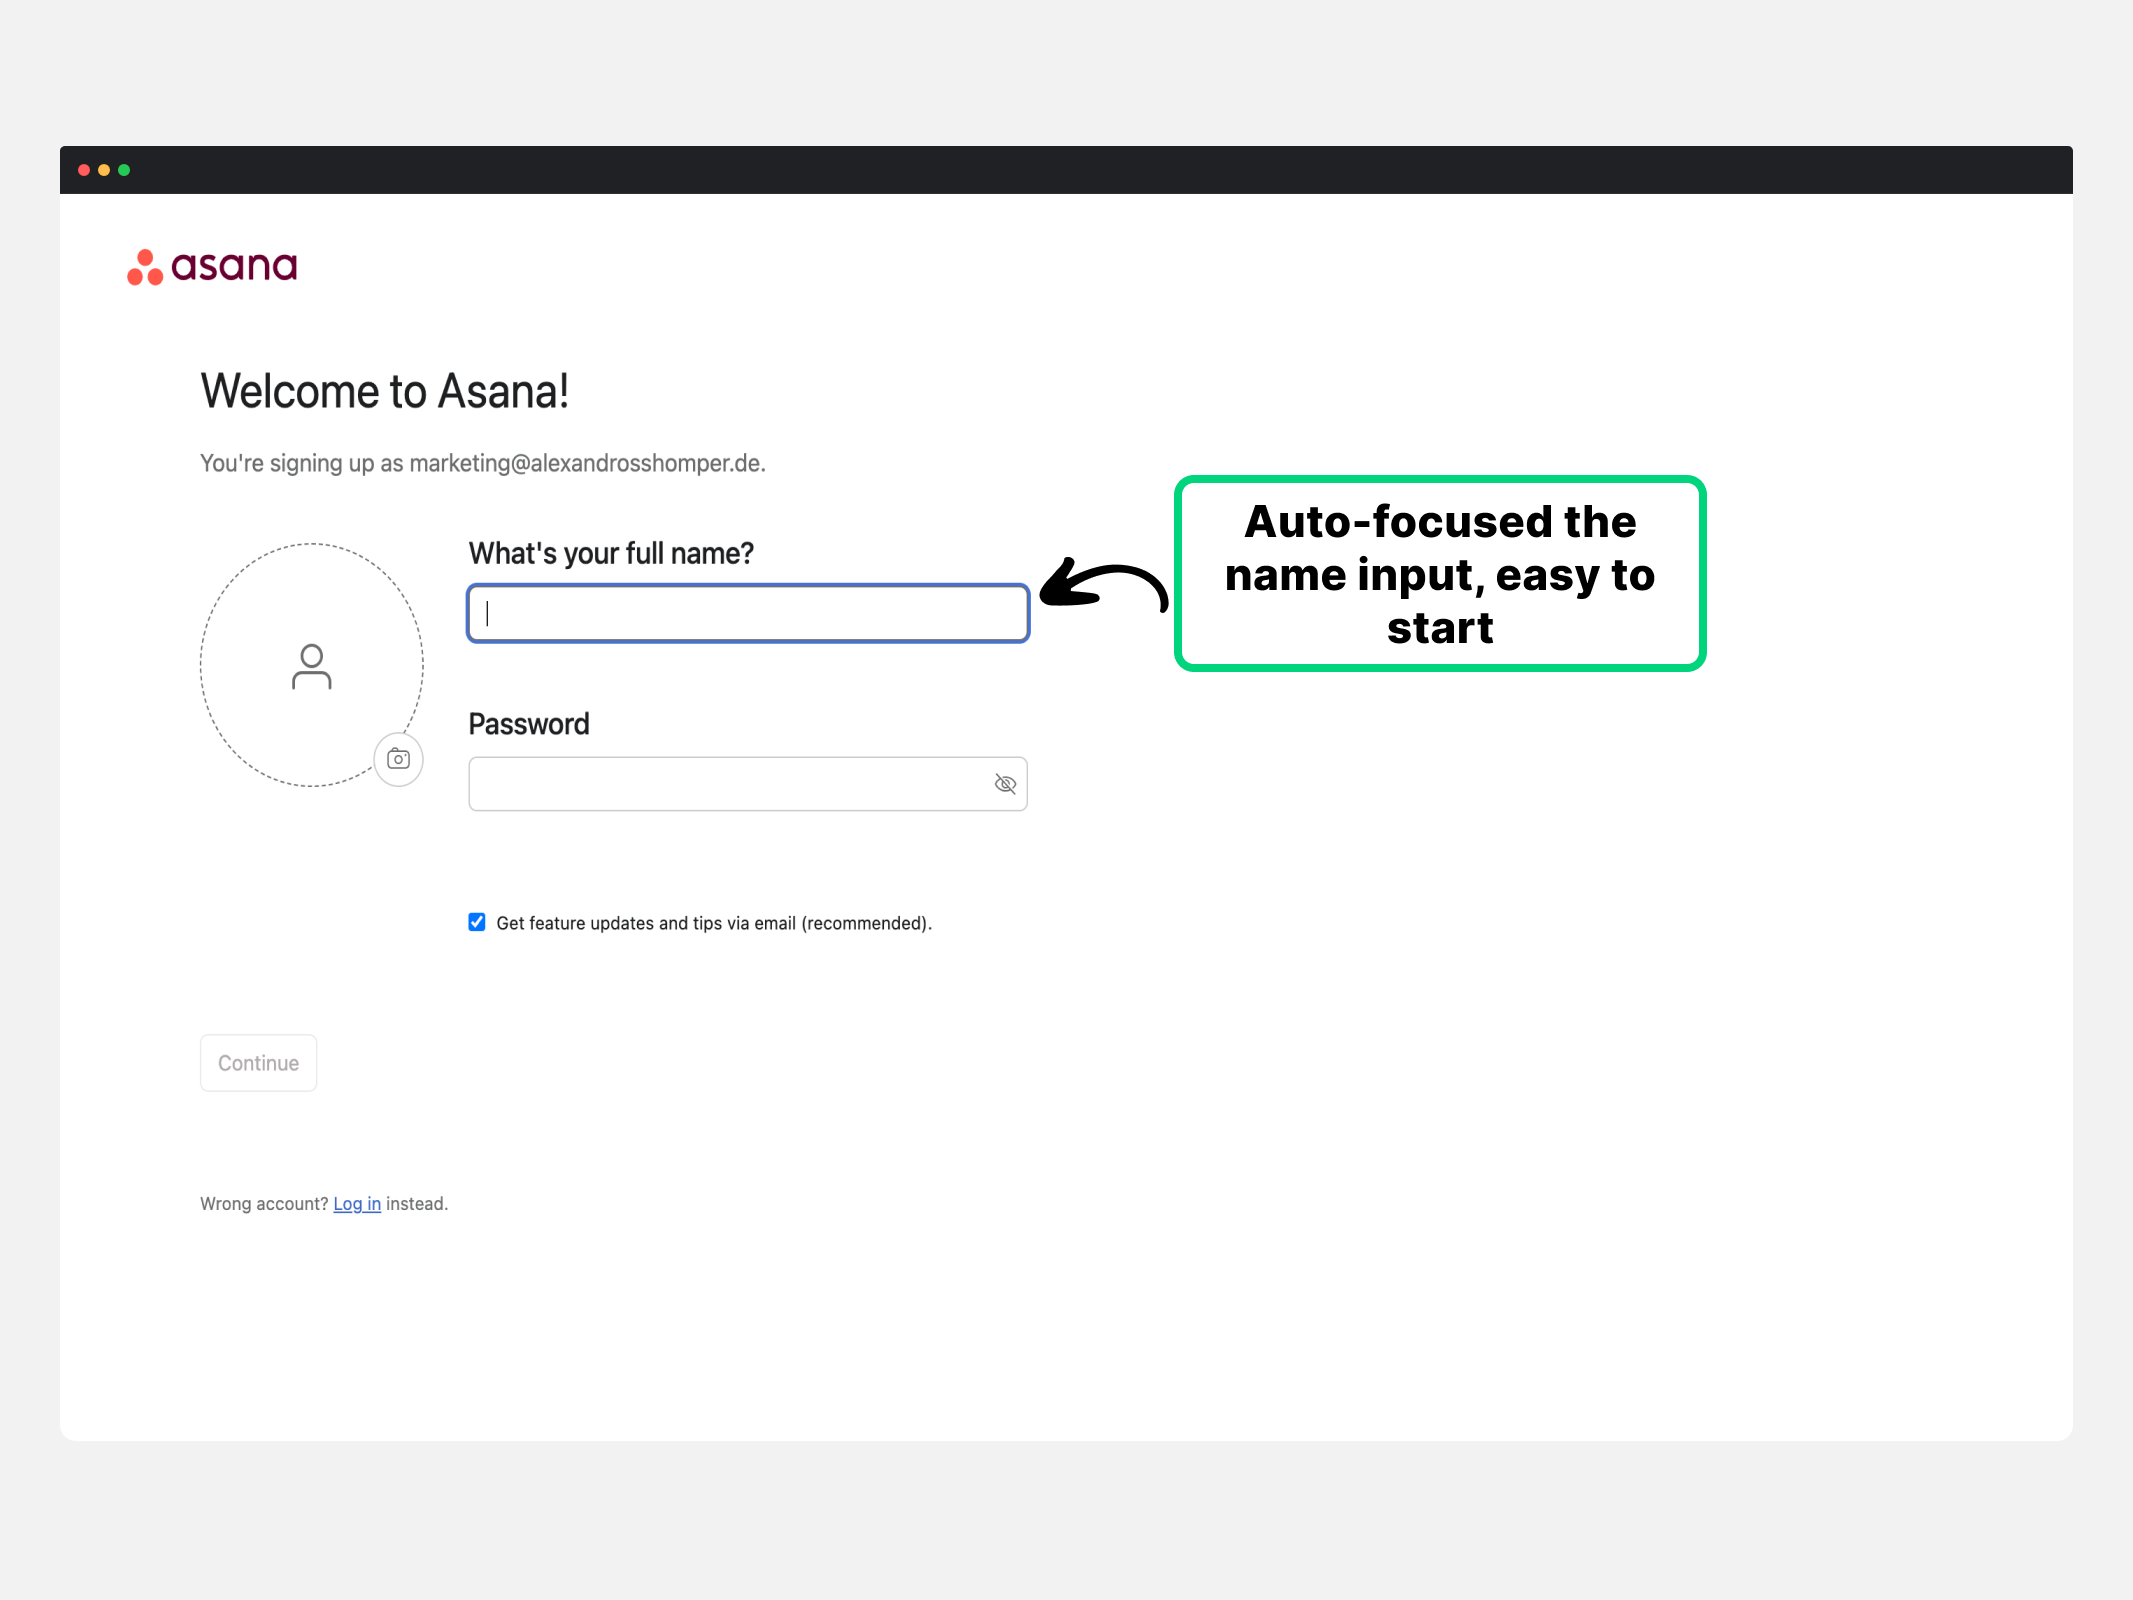 asana
Welcome to Asana!
You're signing up as marketing@alexandrosshomper.de.
What's your full name?
Auto-focused the
name input, easy to
start
Password
Get feature updates and tips via email (recommended).
Continue
Wrong account? Log in instead.